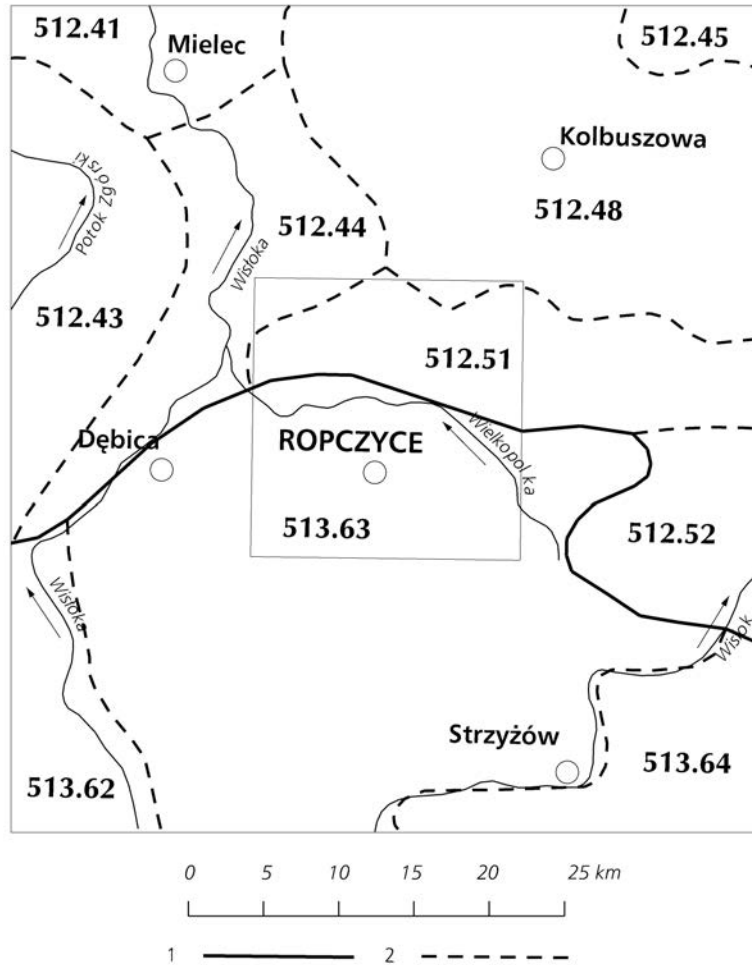 512.41
Mielec
512.45
Kolbuszowa
Potok Zgórski
512.48
512.44
Wisłoka
512.43
512.51
Dębica
ROPCZYCE
Wielkopolka
513.63
512.52
Wisłoka
Wisłok
Strzyżów
513.64
513.62
0 5 10 15 20 25 km
1 2